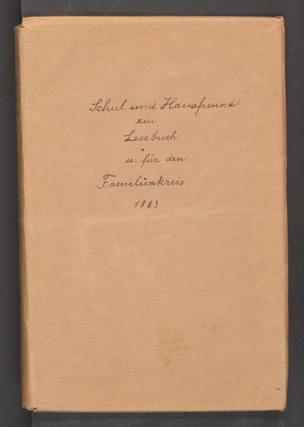 Schul und Hausfreund
ein
Lesebuch
u. für den
Familienkreis
1883